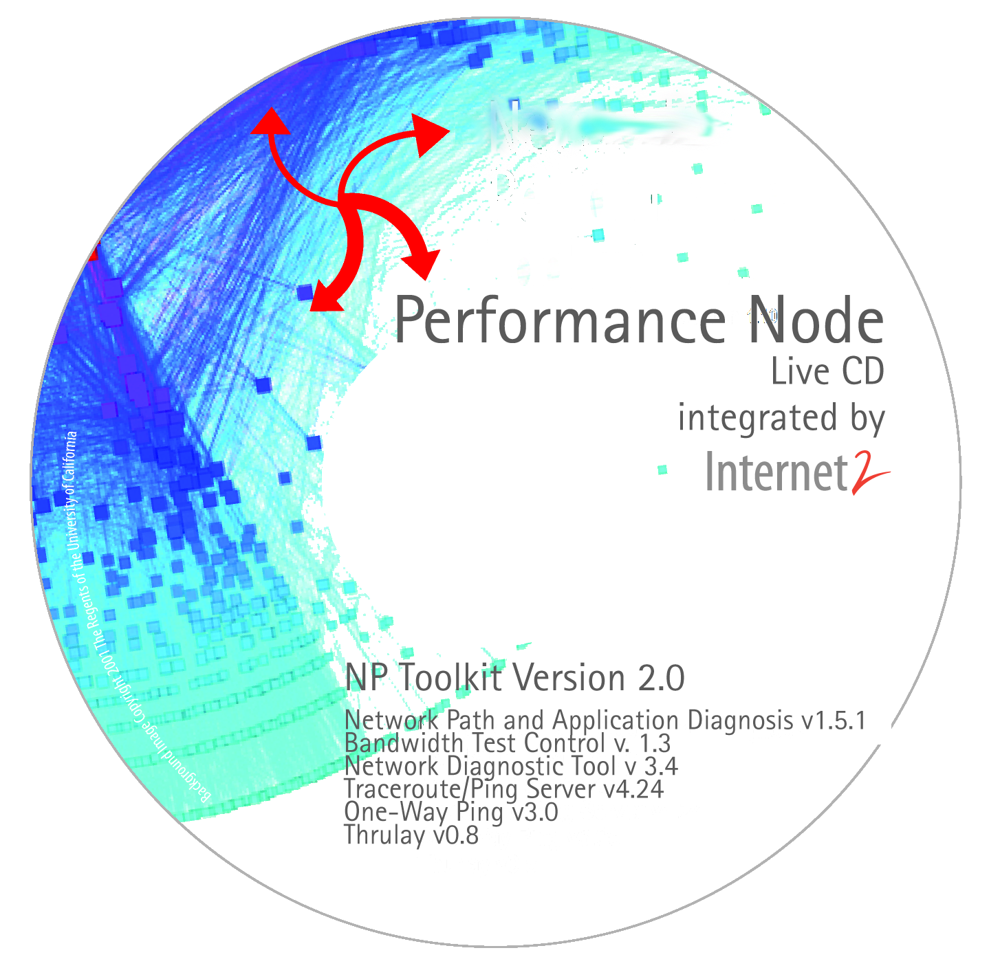 Performance Node
Live CD
integrated by
Internet2
NP Toolkit Version 2.0
Network Path and Application Diagnosis v1.5.1
Bandwidth Test Control v. 1.3
Network Diagnostic Tool v 3.4
Traceroute/Ping Server v4.24
One-Way Ping v3.0
Thrulay v0.8
Background Image Copyright 2001 The Regents of the University of California